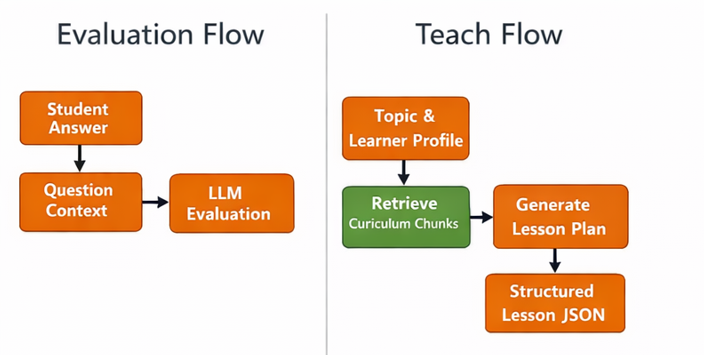 Evaluation Flow
Student
Answer
Question
Context
LLM
Evaluation
Teach Flow
Topic &
Learner Profile
Retrieve
Curiculum Chunks
Generate
Lesson Plan
Structured
Lesson JSON